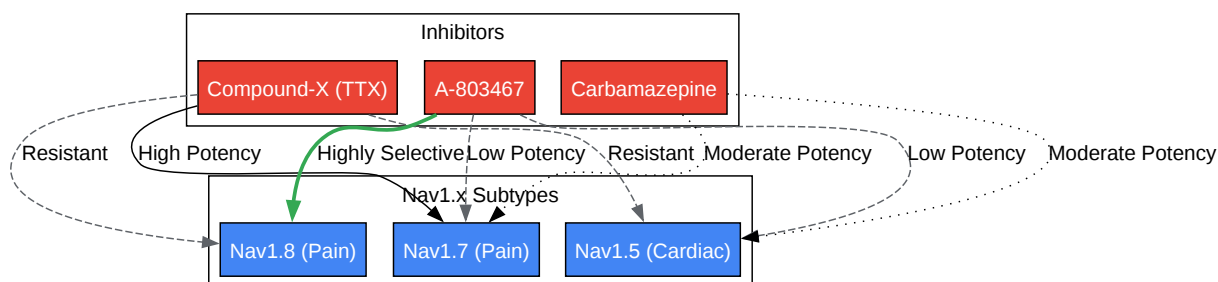 Inhibitors
Compound-X (TTX)
A-803467
Carbamazepine
Resistant
High Potency
Highly Selective
Low Potency
Resistant
Moderate Potency
Low Potency
Moderate Potency
Nav1.x Subtypes
Nav1.8 (Pain)
Nav1.7 (Pain)
Nav1.5 (Cardiac)